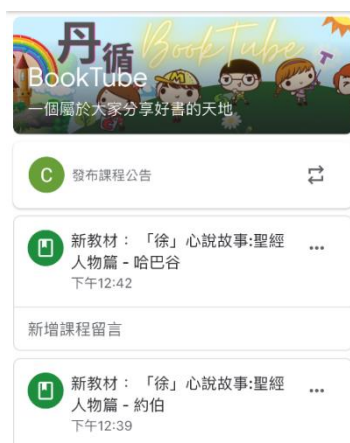 丹循 BookTube
BookTube
一個屬於大家分享好書的天地
C 發布課程公告
新教材： 「徐」心說故事:聖經
人物篇 - 哈巴谷
下午12:42
新增課程留言
新教材： 「徐」心說故事:聖經
人物篇 - 約伯
下午12:39